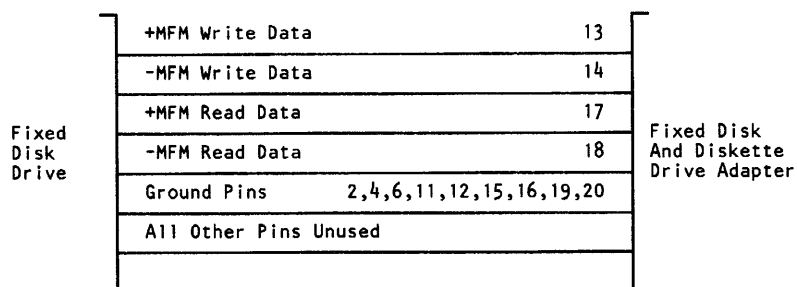 +MFM Write Data 13
-MFM Write Data 14
+MFM Read Data 17
-MFM Read Data 18
Ground Pins 2,4,6,11,12,15,16,19,20
All Other Pins Unused
Fixed
Disk
Drive
Fixed Disk
And Diskette
Drive Adapter